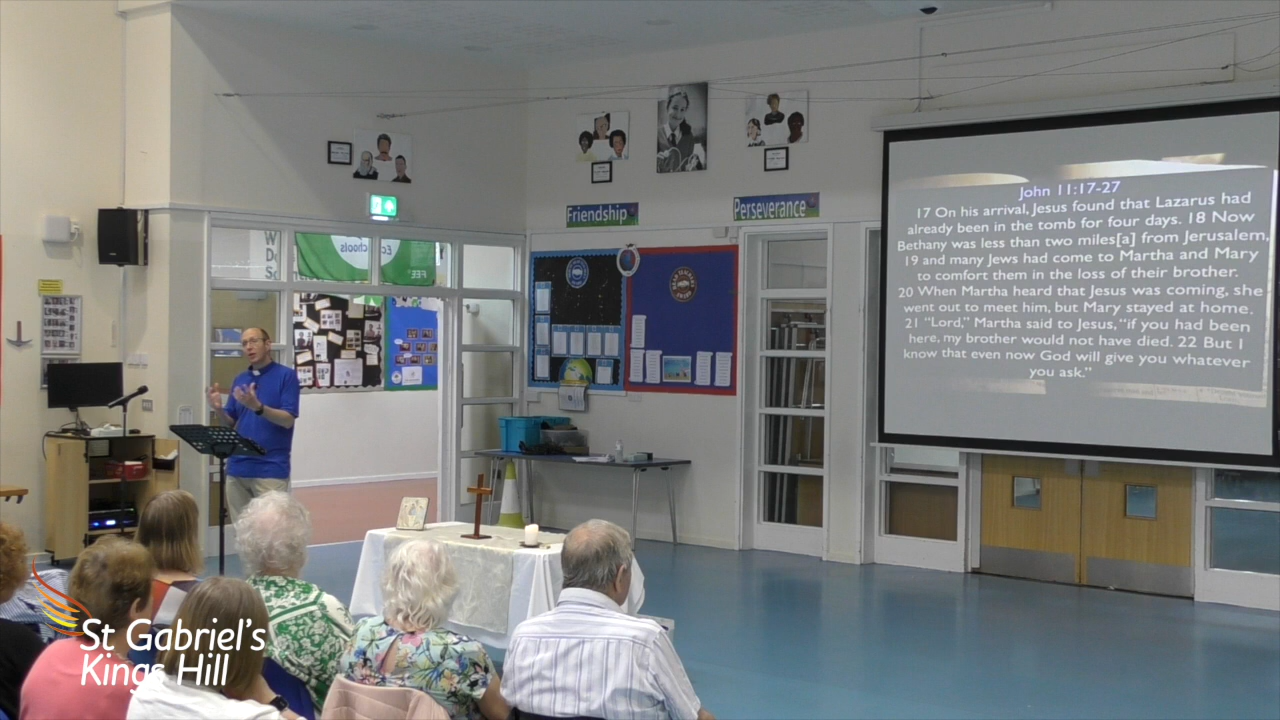 John 11:17-27
17 On his arrival, Jesus found that Lazarus had
already been in the tomb for four days. 18 Now
Bethany was less than two miles[a] from Jerusalem,
19 and many Jews had come to Martha and Mary
to comfort them in the loss of their brother.
20 When Martha heard that Jesus was coming, she
went out to meet him, but Mary stayed at home.
21 "Lord," Martha said to Jesus, "if you had been
here, my brother would not have died. 22 But I
know that even now God will give you whatever
you ask."
Friendship
Perseverance
FEE
St Gabriel's
Kings Hill